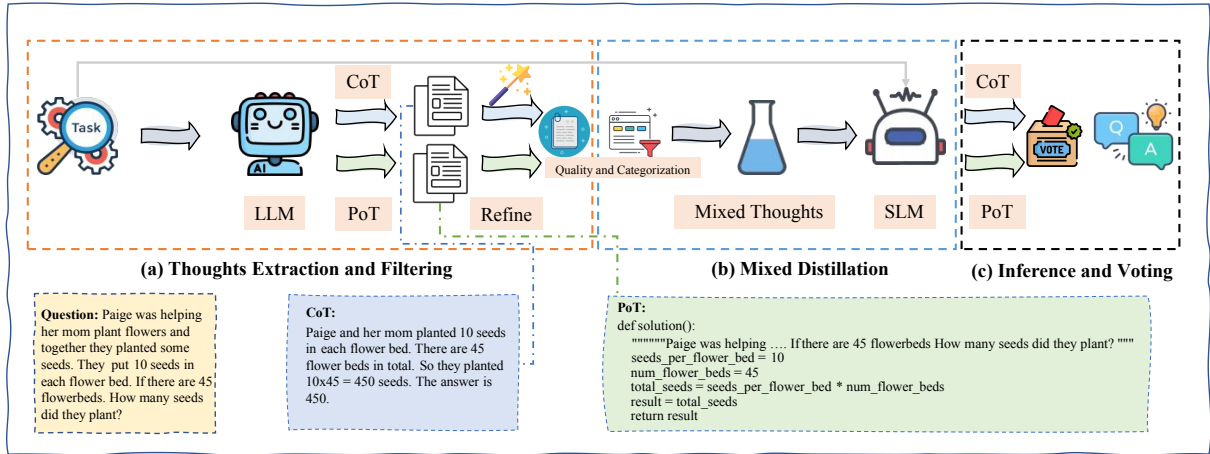 Task
AI
LLM
CoT
PoT
Refine
Quality and Categorization
Mixed Thoughts
SLM
CoT
PoT
VOTE
Q
A
(a) Thoughts Extraction and Filtering
(b) Mixed Distillation
(c) Inference and Voting
Question: Paige was helping
her mom plant flowers and
together they planted some
seeds. They put 10 seeds in
each flower bed. If there are 45
flowerbeds. How many seeds
did they plant?
CoT:
Paige and her mom planted 10 seeds
in each flower bed. There are 45
flower beds in total. So they planted
10x45 = 450 seeds. The answer is
450.
PoT:
def solution():
""""""Paige was helping …. If there are 45 flowerbeds How many seeds did they plant? """
seeds_per_flower_bed = 10
num_flower_beds = 45
total_seeds = seeds_per_flower_bed * num_flower_beds
result = total_seeds
return result